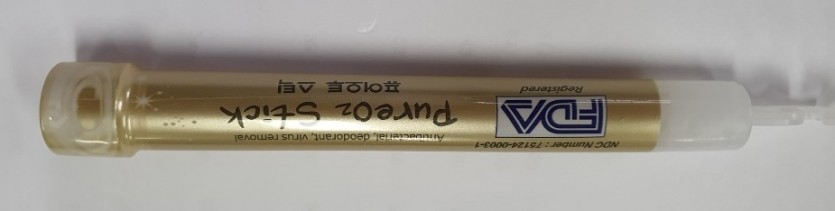 Antibacterial, deodorant, virus removal
PureO2 Stick
퓨어오투 스틱
NDC Number : 75124-0003-1
FDA
Registered